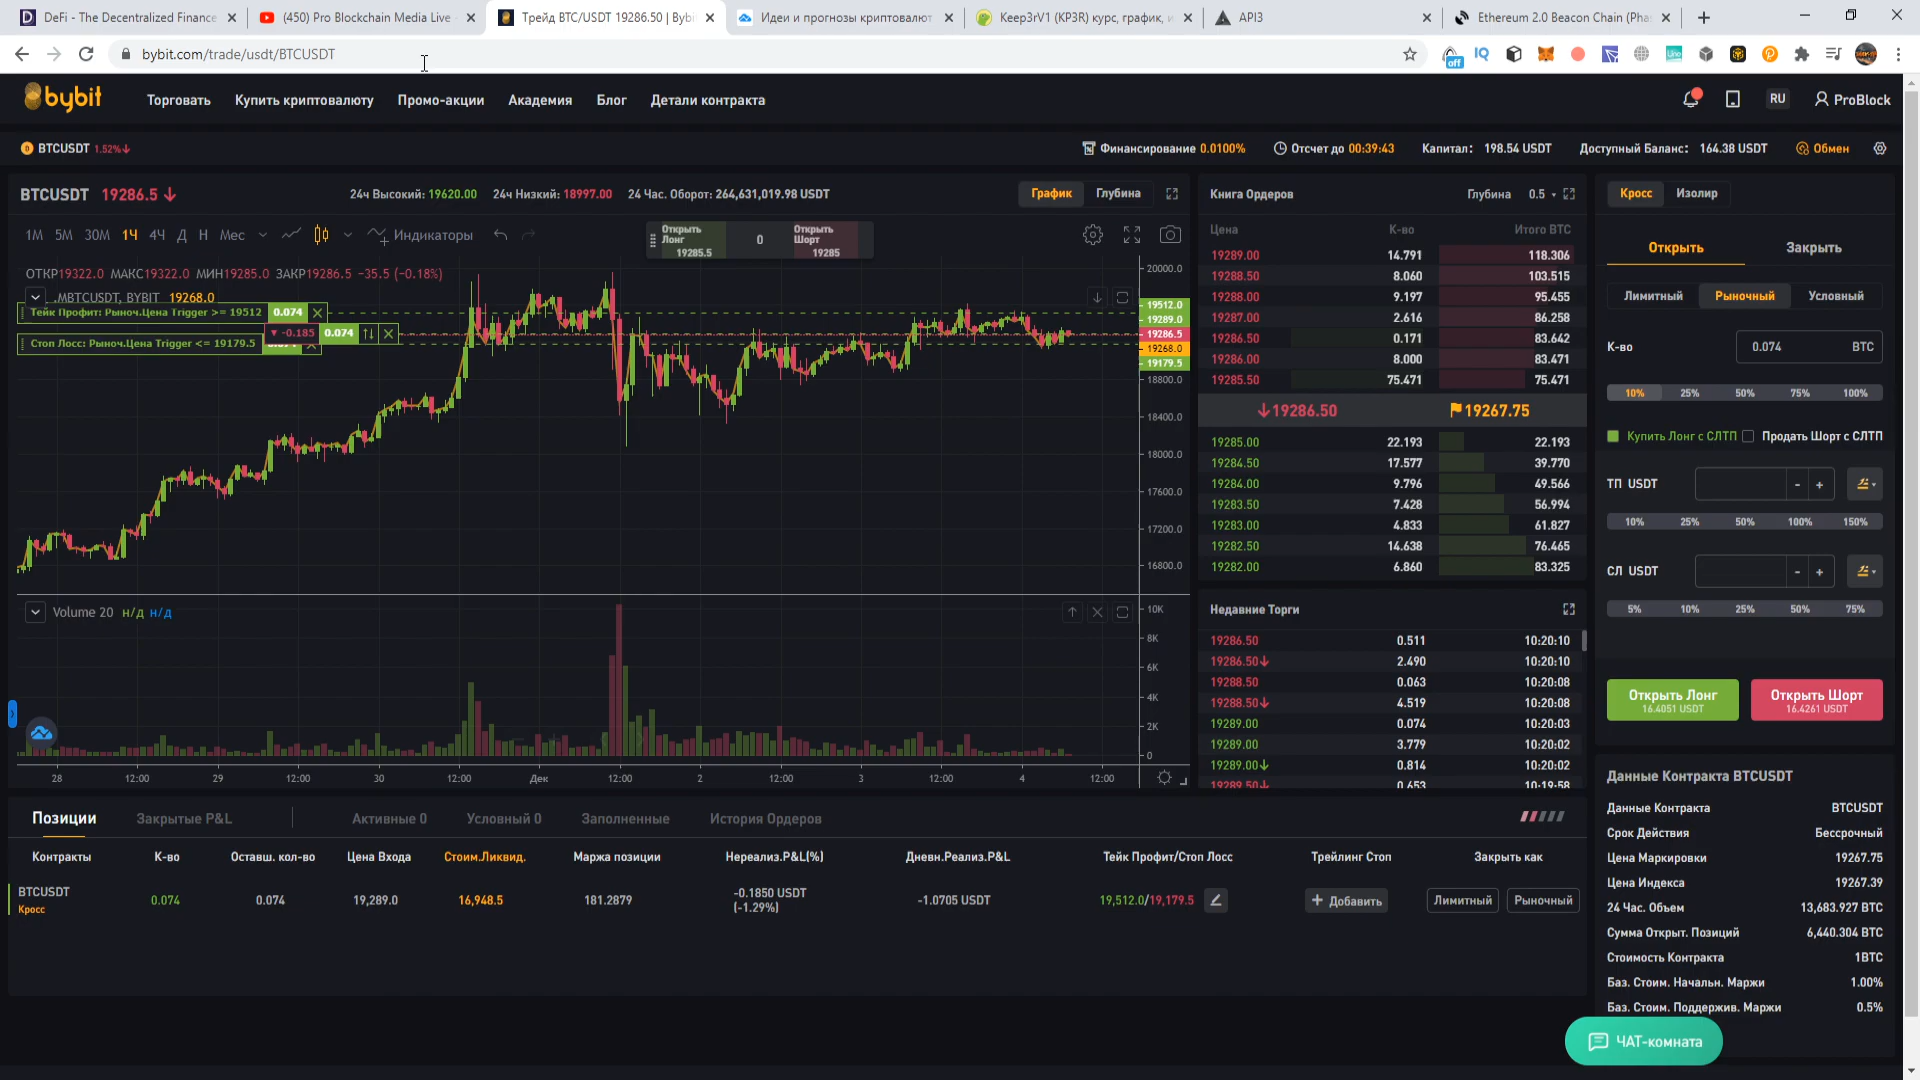 DeFi - The Decentralized Finance
(450) Pro Blockchain Media Live
Трейд BTC/USDT 19286.50 | Bybi
Идеи и прогнозы криптовалют
Keep3rV1 (KP3R) курс, график, и
API3
Ethereum 2.0 Beacon Chain (Pha
bybit.com/trade/usdt/BTCUSDT
off
IQ
bybit
Торговать Купить криптовалюту Промо-акции Академия Блог Детали контракта
RU ProBlock
BTCUSDT 1.52%↓
Финансирование 0.0100% Отсчет до 00:39:43 Капитал: 198.54 USDT Доступный Баланс: 164.38 USDT Обмен
BTCUSDT 19286.5 ↓
24ч Высокий: 19620.00 24ч Низкий: 18997.00 24 Час. Оборот: 264,631,019.98 USDT
График Глубина
1М 5М 30М 1Ч 4Ч Д Н Мес Индикаторы
Открыть Лонг 19285.5 0 Открыть Шорт 19285
ОТКР19322.0 МАКС19322.0 МИН19285.0 ЗАКР19286.5 −35.5 (−0.18%)
.MBTCUSDT, BYBIT 19268.0
Тейк Профит: Рыноч.Цена Trigger >= 19512 0.074
-0.185 0.074
Стоп Лосс: Рыноч.Цена Trigger <= 19179.5
20000.0
19512.0
19289.0
19286.5
19268.0
19179.5
18800.0
18400.0
18000.0
17600.0
17200.0
16800.0
Volume 20 н/д н/д
10K
8K
6K
4K
2K
0
28 12:00 29 12:00 30 12:00 Дек 12:00 2 12:00 3 12:00 4 12:00
Книга Ордеров Глубина 0.5
Цена К-во Итого BTC
19289.00 14.791 118.306
19288.50 8.060 103.515
19288.00 9.197 95.455
19287.00 2.616 86.258
19286.50 0.171 83.642
19286.00 8.000 83.471
19285.50 75.471 75.471
↓19286.50 19267.75
19285.00 22.193 22.193
19284.50 17.577 39.770
19284.00 9.796 49.566
19283.50 7.428 56.994
19283.00 4.833 61.827
19282.50 14.638 76.465
19282.00 6.860 83.325
Недавние Торги
19286.50 0.511 10:20:10
19286.50↓ 2.490 10:20:10
19288.50 0.063 10:20:08
19288.50↓ 4.519 10:20:08
19289.00 0.074 10:20:03
19289.00 3.779 10:20:02
19289.00↓ 0.814 10:20:02
19289.50↓ 0.653 10:19:58
Кросс Изолир
Открыть Закрыть
Лимитный Рыночный Условный
К-во 0.074 BTC
10% 25% 50% 75% 100%
Купить Лонг с СЛТП Продать Шорт с СЛТП
ТП USDT - +
10% 25% 50% 100% 150%
СЛ USDT - +
5% 10% 25% 50% 75%
Открыть Лонг Открыть Шорт
16.4051 USDT 16.4261 USDT
Данные Контракта BTCUSDT
Данные Контракта BTCUSDT
Срок Действия Бессрочный
Цена Маркировки 19267.75
Цена Индекса 19267.39
24 Час. Объем 13,683.927 BTC
Сумма Открыт. Позиций 6,440.304 BTC
Стоимость Контракта 1BTC
Баз. Стоим. Начальн. Маржи 1.00%
Баз. Стоим. Поддержив. Маржи 0.5%
ЧАТ-комната
Позиции Закрытые P&L Активные 0 Условный 0 Заполненные История Ордеров
Контракты К-во Оставш. кол-во Цена Входа Стоим.Ликвид. Маржа позиции Нереализ.P&L(%) Дневн.Реализ.P&L Тейк Профит/Стоп Лосс Трейлинг Стоп Закрыть как
BTCUSDT 0.074 0.074 19,289.0 16,948.5 181.2879 -0.1850 USDT -1.0705 USDT 19,512.0/19,179.5 + Добавить Лимитный Рыночный
Кросс (-1.29%)